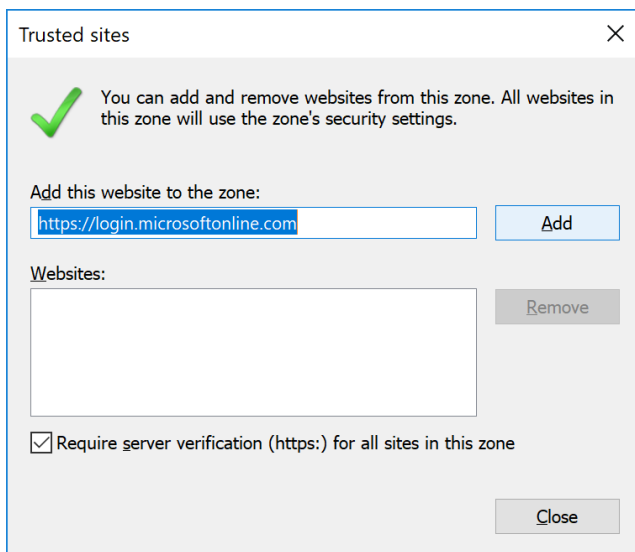 Trusted sites
You can add and remove websites from this zone. All websites in
this zone will use the zone's security settings.
Add this website to the zone:
https://login.microsoftonline.com
Add
Websites:
Remove
Require server verification (https:) for all sites in this zone
Close